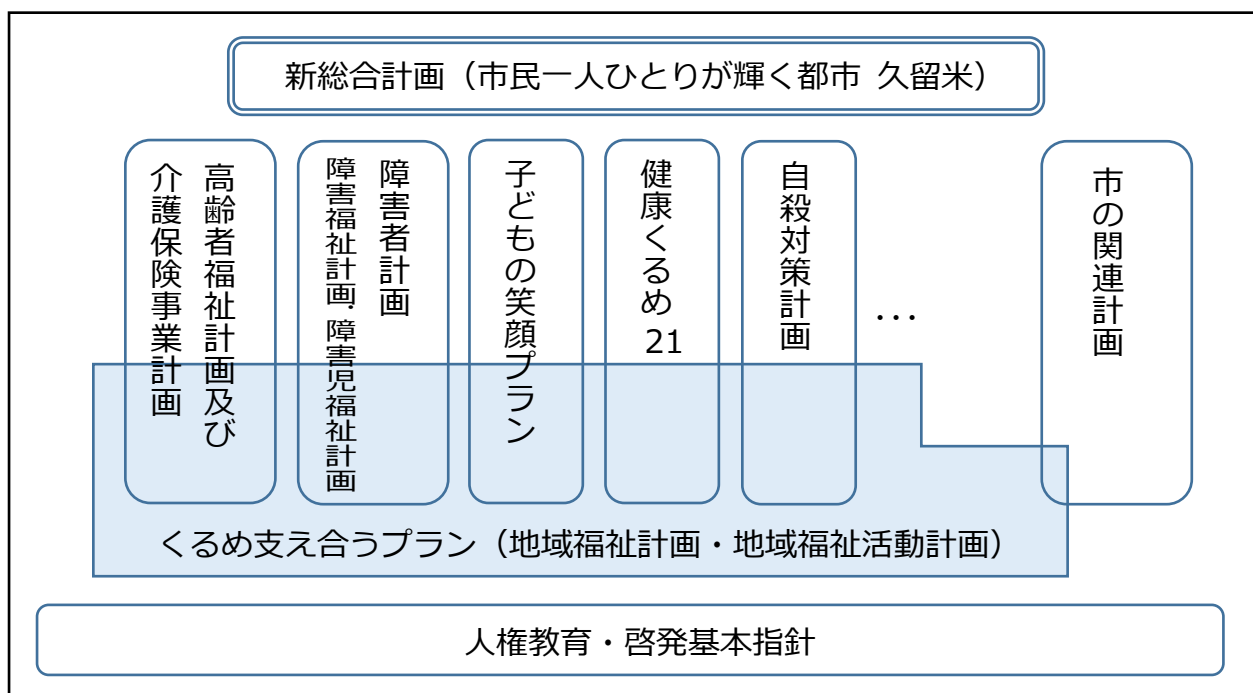 新総合計画（市民一人ひとりが輝く都市 久留米）
高齢者福祉計画及び
介護保険事業計画
障害者計画
障害福祉計画･障害児福祉計画
子どもの笑顔プラン
健康くるめ21
自殺対策計画
…
市の関連計画
くるめ支え合うプラン（地域福祉計画・地域福祉活動計画）
人権教育・啓発基本指針